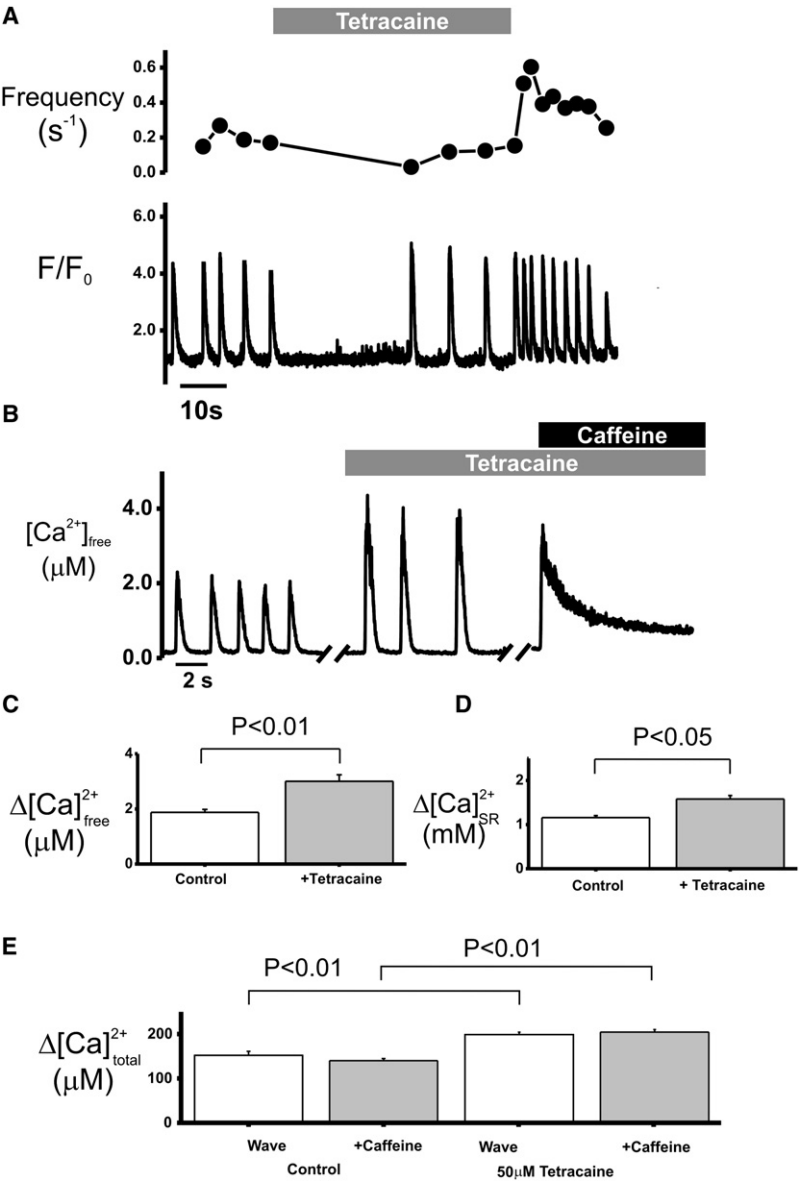 A
Tetracaine
Frequency
(s-1)
0.6
0.4
0.2
0.0
F/F0
6.0
4.0
2.0
10s
B
Caffeine
Tetracaine
[Ca2+]free
(μM)
4.0
2.0
0.0
2 s
C
P<0.01
Δ[Ca]2+free
(μM)
4
2
0
Control
+Tetracaine
D
P<0.05
Δ[Ca]2+SR
(mM)
2
1
0
Control
+ Tetracaine
E
P<0.01
P<0.01
Δ[Ca]2+total
(μM)
200
100
0
Wave
+Caffeine
Wave
+Caffeine
Control
50μM Tetracaine